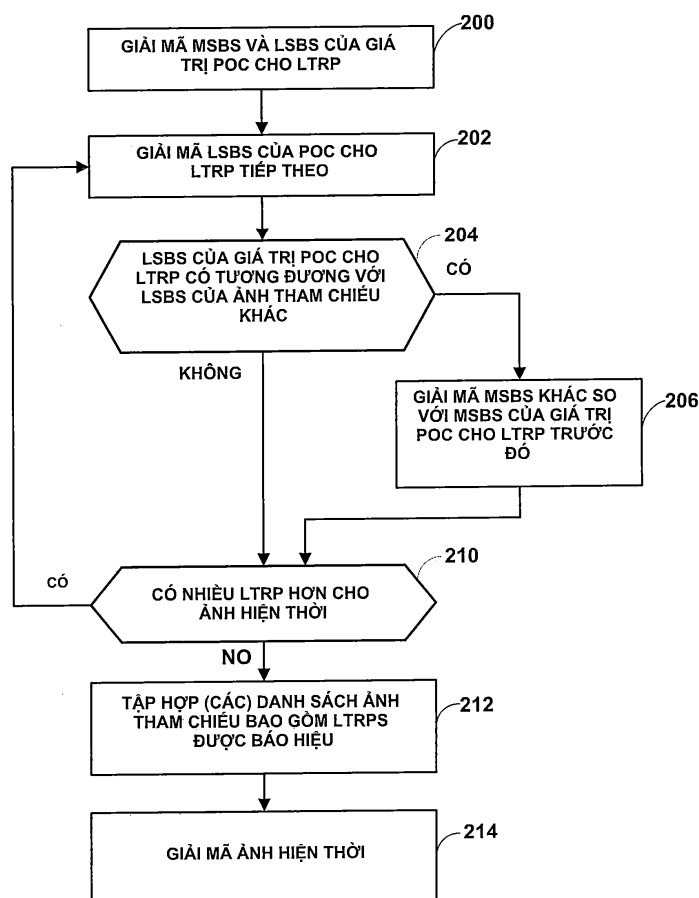 200
GIẢI MÃ MSBS VÀ LSBS CỦA GIÁ
TRỊ POC CHO LTRP
202
GIẢI MÃ LSBS CỦA POC CHO
LTRP TIẾP THEO
204
LSBS CỦA GIÁ TRỊ POC CHO
LTRP CÓ TƯƠNG ĐƯƠNG VỚI
LSBS CỦA ẢNH THAM CHIẾU
KHÁC
CÓ
KHÔNG
206
GIẢI MÃ MSBS KHÁC SO
VỚI MSBS CỦA GIÁ TRỊ
POC CHO LTRP TRƯỚC
ĐÓ
210
CÓ
CÓ NHIỀU LTRP HƠN CHO
ẢNH HIỆN THỜI
NO
212
TẬP HỢP (CÁC) DANH SÁCH ẢNH
THAM CHIẾU BAO GỒM LTRPS
ĐƯỢC BÁO HIỆU
214
GIẢI MÃ ẢNH HIỆN THỜI